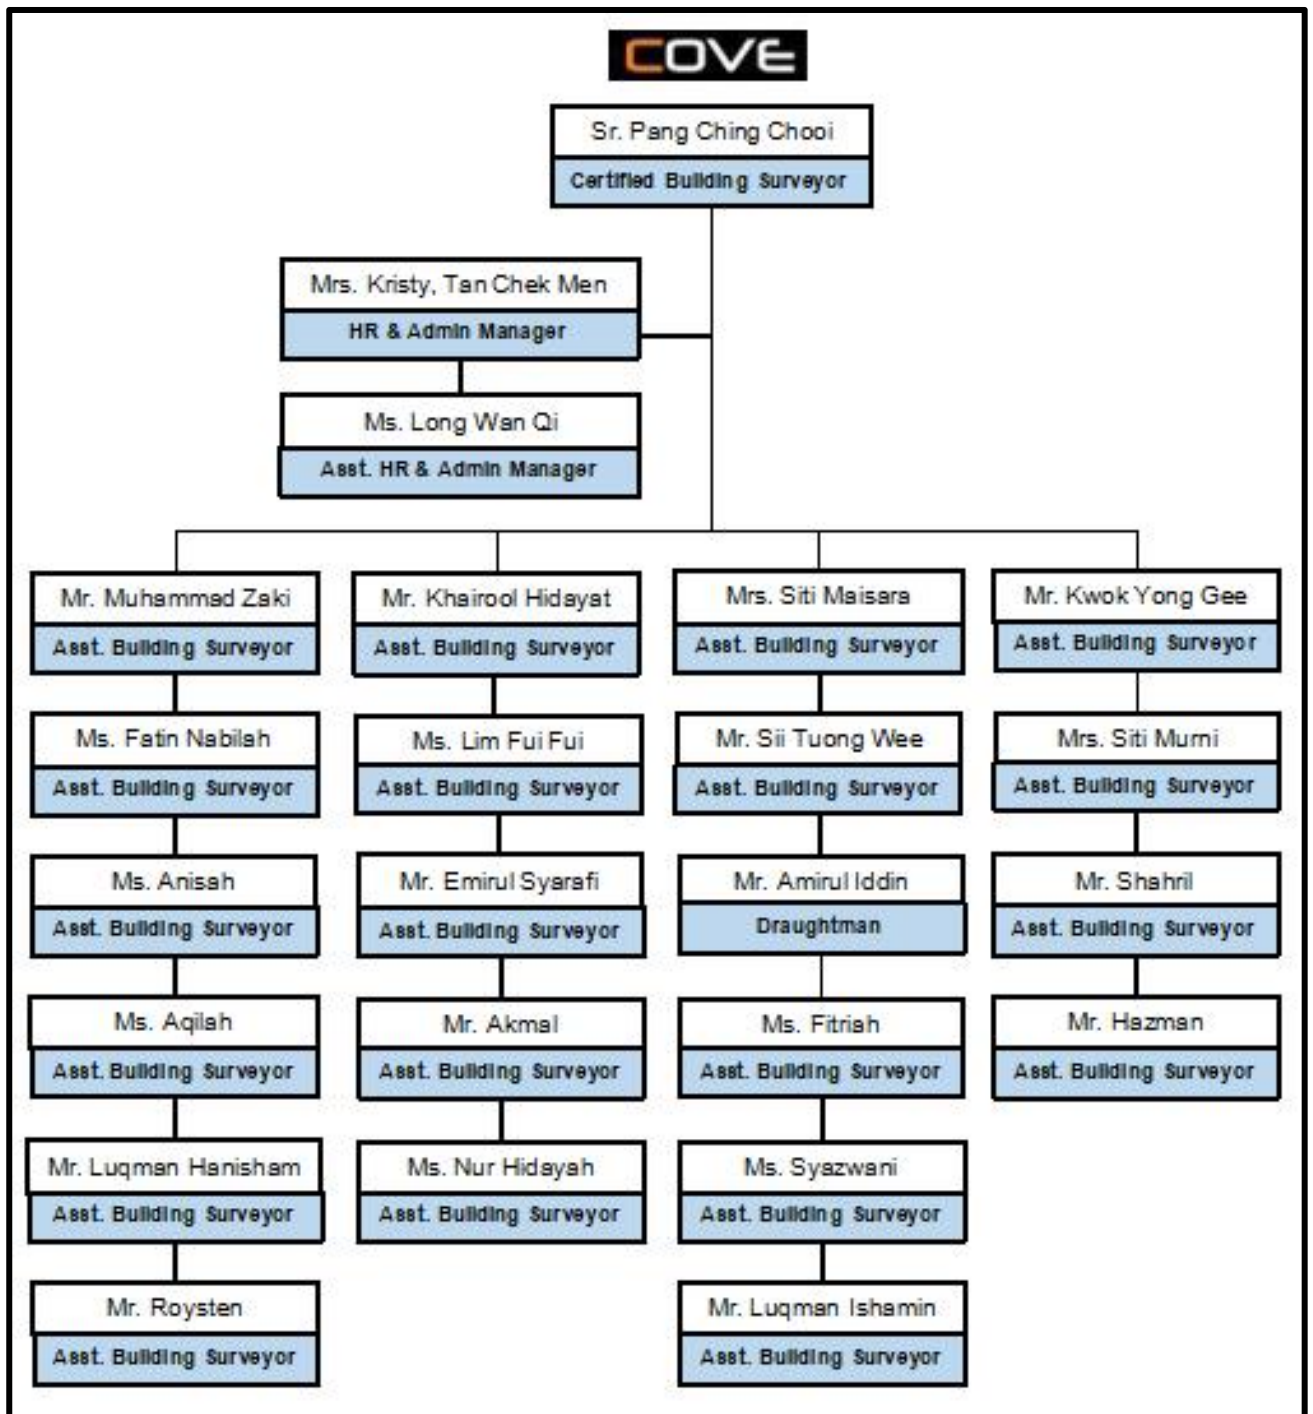 COVE
Sr. Pang Ching Chooi
Certified Building Surveyor
Mrs. Kristy, Tan Chek Men
HR & Admin Manager
Ms. Long Wan Qi
Asst. HR & Admin Manager
Mr. Muhammad Zaki
Asst. Building Surveyor
Ms. Fatin Nabilah
Asst. Building Surveyor
Ms. Anisah
Asst. Building Surveyor
Ms. Aqilah
Asst. Building Surveyor
Mr. Luqman Hanisham
Asst. Building Surveyor
Mr. Roysten
Asst. Building Surveyor
Mr. Khairool Hidayat
Asst. Building Surveyor
Ms. Lim Fui Fui
Asst. Building Surveyor
Mr. Emirul Syarafi
Asst. Building Surveyor
Mr. Akmal
Asst. Building Surveyor
Ms. Nur Hidayah
Asst. Building Surveyor
Mrs. Siti Maisara
Asst. Building Surveyor
Mr. Sii Tuong Wee
Asst. Building Surveyor
Mr. Amirul Iddin
Draughtman
Ms. Fitriah
Asst. Building Surveyor
Ms. Syazwani
Asst. Building Surveyor
Mr. Luqman Ishamin
Asst. Building Surveyor
Mr. Kwok Yong Gee
Asst. Building Surveyor
Mrs. Siti Murni
Asst. Building Surveyor
Mr. Shahril
Asst. Building Surveyor
Mr. Hazman
Asst. Building Surveyor